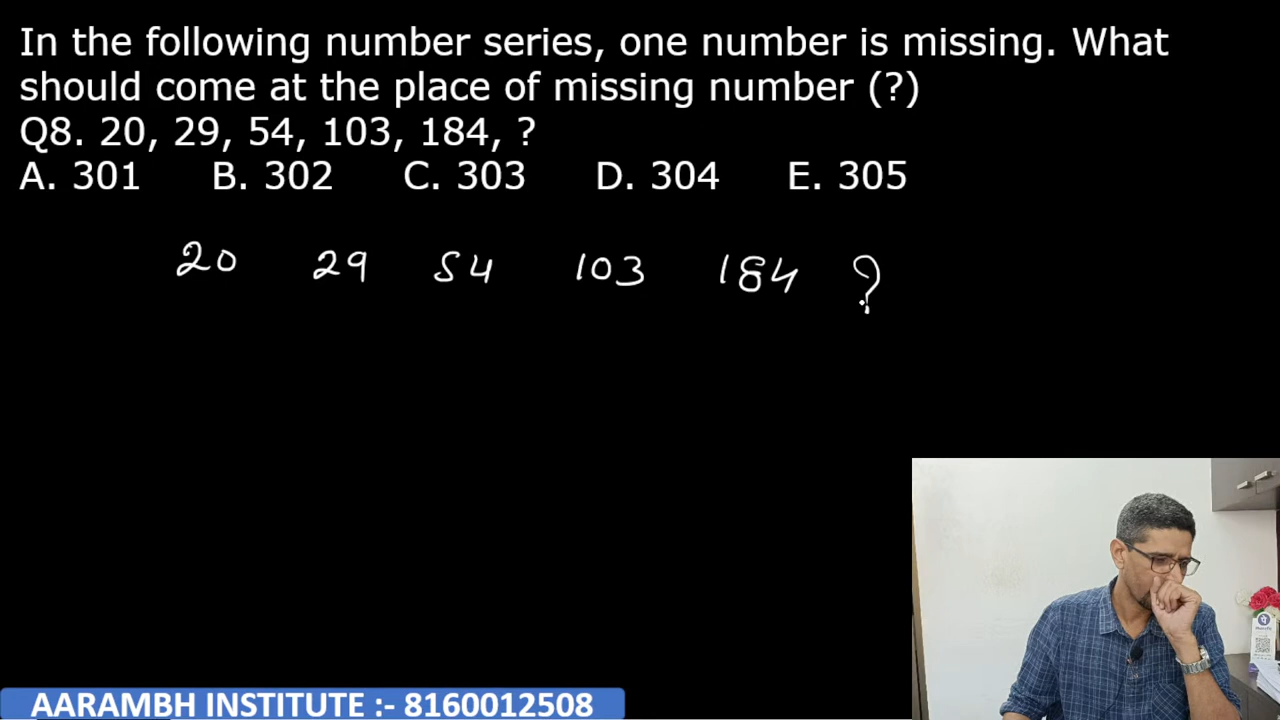 In the following number series, one number is missing. What
should come at the place of missing number (?)
Q8. 20, 29, 54, 103, 184, ?
A. 301 B. 302 C. 303 D. 304 E. 305
20 29 54 103 184 ?
AARAMBH INSTITUTE :- 8160012508